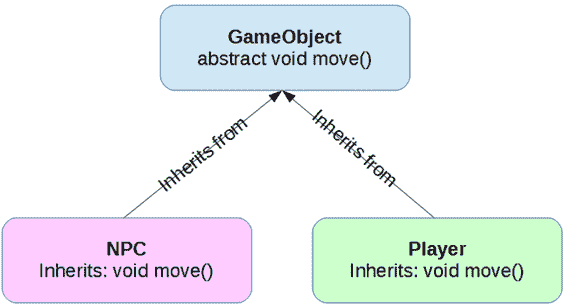 GameObject
abstract void move()
Inherits from
Inherits from
NPC
Inherits: void move()
Player
Inherits: void move()